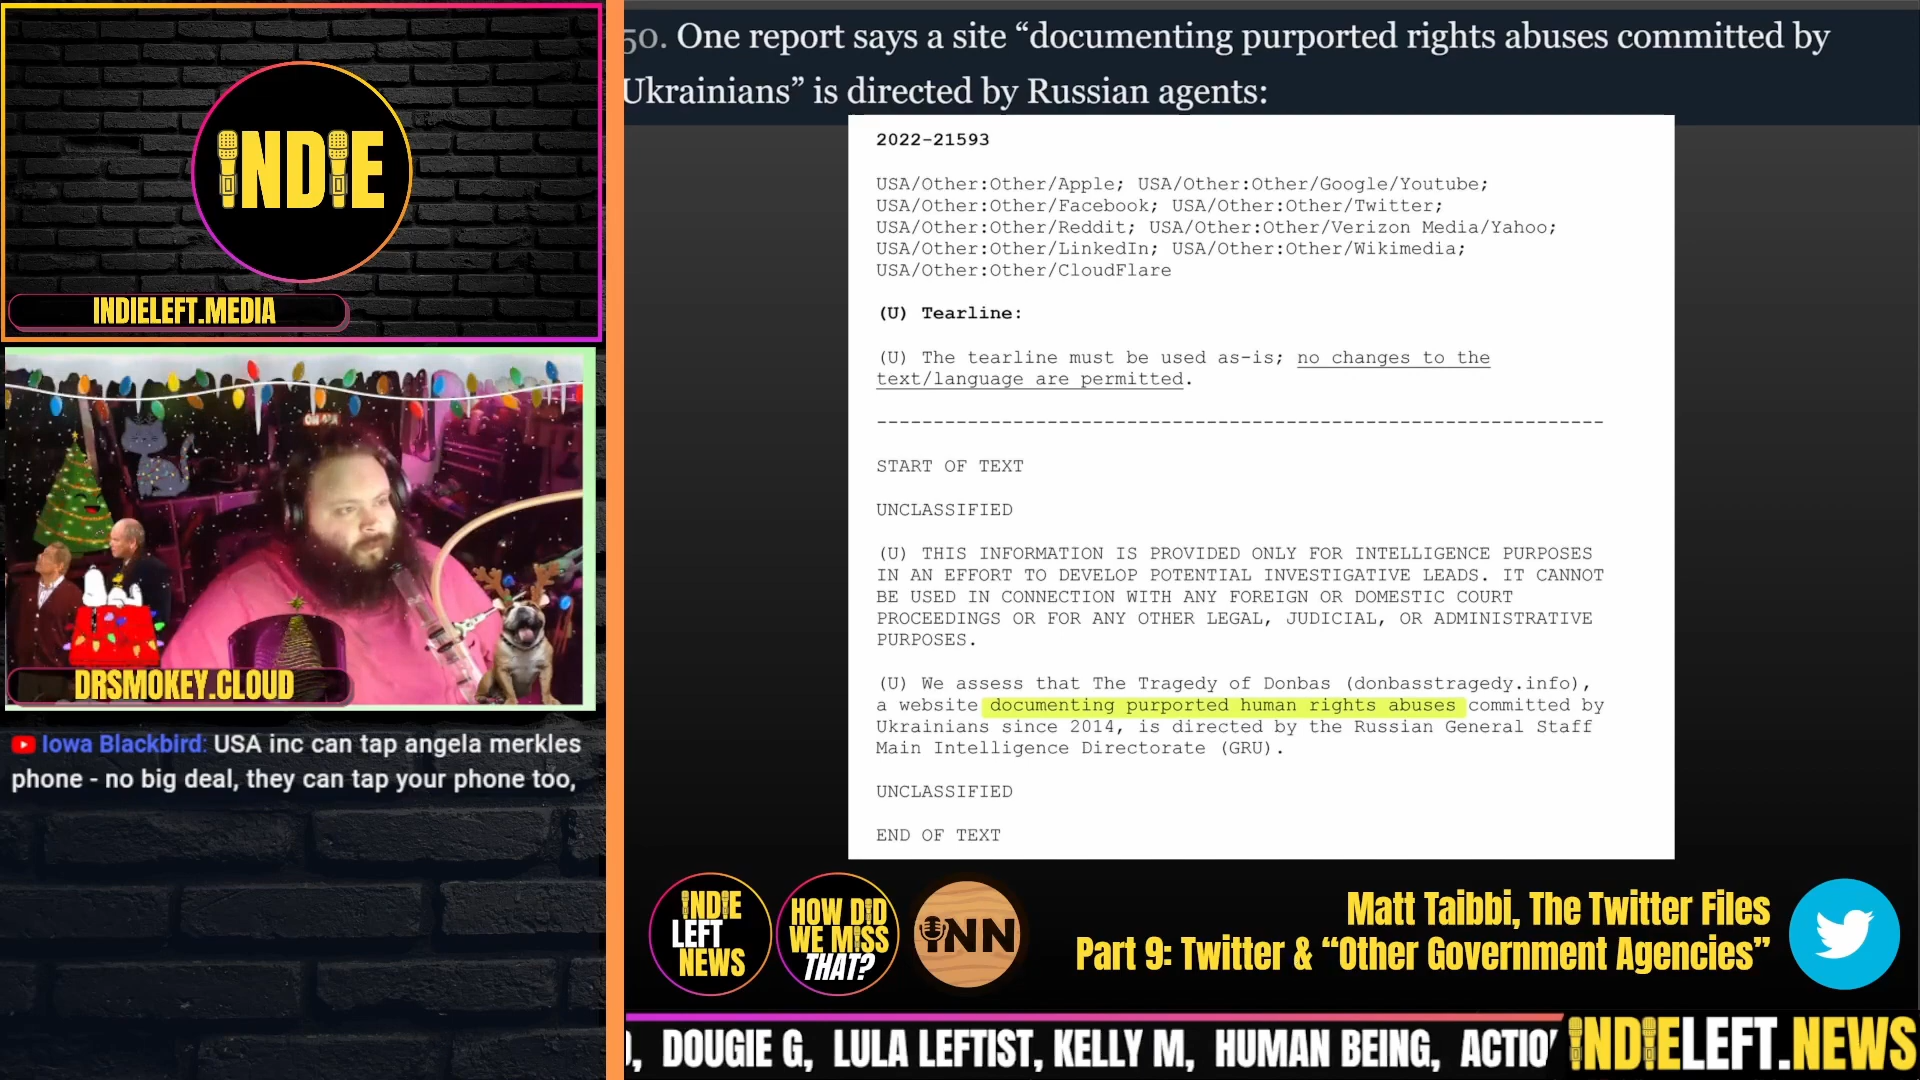 INDIE
INDIELEFT.MEDIA
DRSMOKEY.CLOUD
Iowa Blackbird: USA inc can tap angela merkles
phone - no big deal, they can tap your phone too,
50. One report says a site “documenting purported rights abuses committed by
Ukrainians” is directed by Russian agents:
2022-21593
USA/Other:Other/Apple; USA/Other:Other/Google/Youtube;
USA/Other:Other/Facebook; USA/Other:Other/Twitter;
USA/Other:Other/Reddit; USA/Other:Other/Verizon Media/Yahoo;
USA/Other:Other/LinkedIn; USA/Other:Other/Wikimedia;
USA/Other:Other/CloudFlare
(U) Tearline:
(U) The tearline must be used as-is; no changes to the
text/language are permitted.
----------------------------------------------------------------
START OF TEXT
UNCLASSIFIED
(U) THIS INFORMATION IS PROVIDED ONLY FOR INTELLIGENCE PURPOSES
IN AN EFFORT TO DEVELOP POTENTIAL INVESTIGATIVE LEADS. IT CANNOT
BE USED IN CONNECTION WITH ANY FOREIGN OR DOMESTIC COURT
PROCEEDINGS OR FOR ANY OTHER LEGAL, JUDICIAL, OR ADMINISTRATIVE
PURPOSES.
(U) We assess that The Tragedy of Donbas (donbasstragedy.info),
a website documenting purported human rights abuses committed by
Ukrainians since 2014, is directed by the Russian General Staff
Main Intelligence Directorate (GRU).
UNCLASSIFIED
END OF TEXT
INDIE
LEFT
NEWS
HOW DID
WE MISS
THAT?
INN
Matt Taibbi, The Twitter Files
Part 9: Twitter & “Other Government Agencies”
, DOUGIE G, LULA LEFTIST, KELLY M, HUMAN BEING, ACTIO
INDIELEFT.NEWS